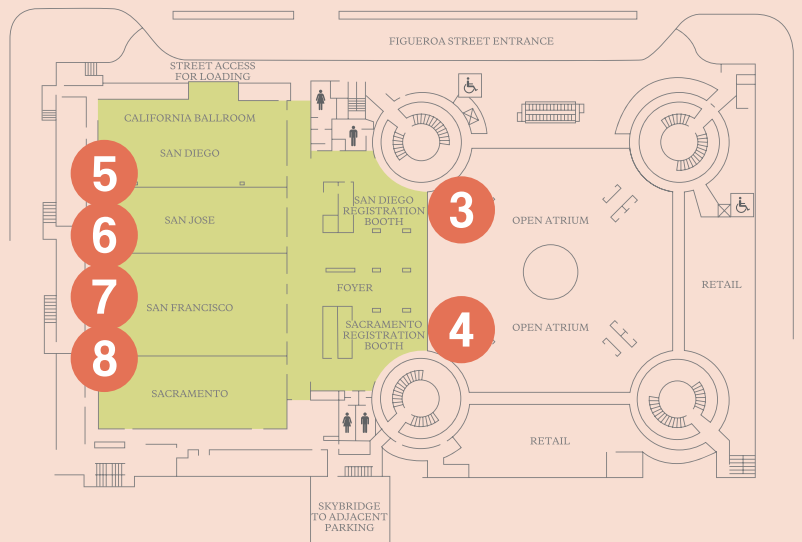 FIGUEROA STREET ENTRANCE
STREET ACCESS
FOR LOADING
CALIFORNIA BALLROOM
SAN DIEGO
5
SAN DIEGO
REGISTRATION
BOOTH
3
OPEN ATRIUM
SAN JOSE
6
FOYER
RETAIL
7
SAN FRANCISCO
SACRAMENTO
REGISTRATION
BOOTH
4
OPEN ATRIUM
8
SACRAMENTO
RETAIL
SKYBRIDGE
TO ADJACENT
PARKING